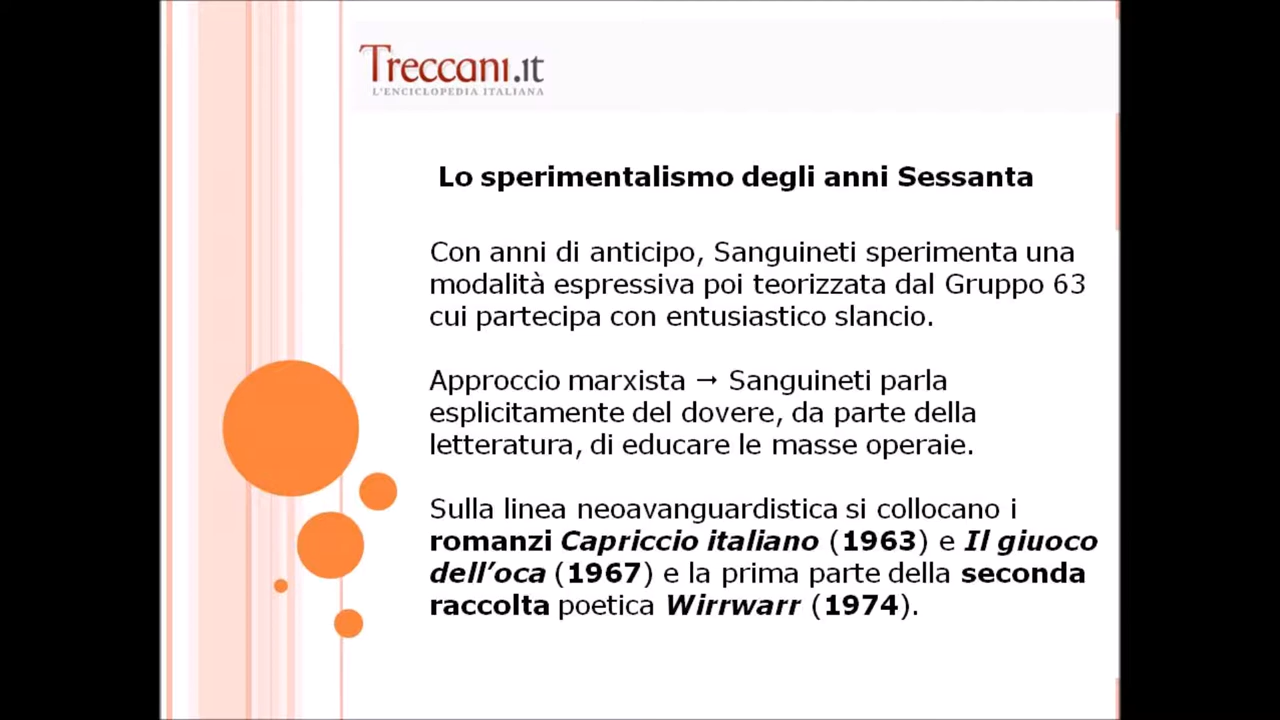 Treccani.it
L'ENCICLOPEDIA ITALIANA
Lo sperimentalismo degli anni Sessanta
Con anni di anticipo, Sanguineti sperimenta una
modalità espressiva poi teorizzata dal Gruppo 63
cui partecipa con entusiastico slancio.
Approccio marxista → Sanguineti parla
esplicitamente del dovere, da parte della
letteratura, di educare le masse operaie.
Sulla linea neoavanguardistica si collocano i
romanzi Capriccio italiano (1963) e Il giuoco
dell’oca (1967) e la prima parte della seconda
raccolta poetica Wirrwarr (1974).